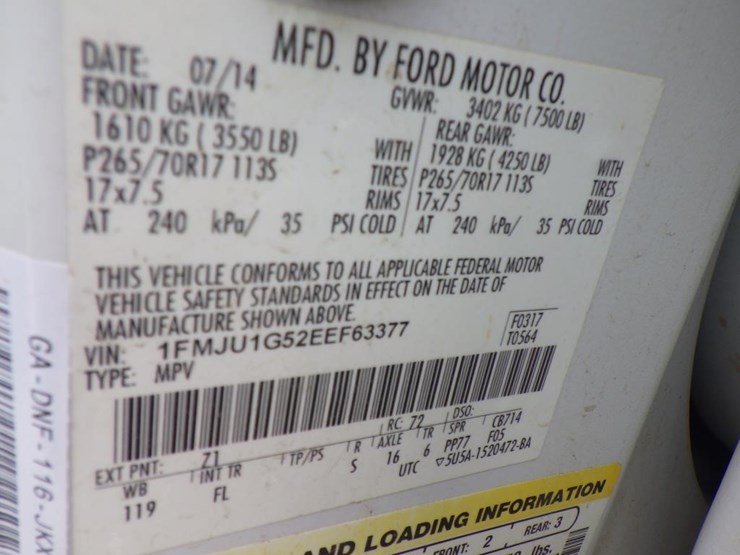 MFD. BY FORD MOTOR CO.
DATE: 07/14 GVWR: 3402 KG ( 7500 LB)
FRONT GAWR: REAR GAWR:
1610 KG ( 3550 LB) WITH 1928 KG ( 4250 LB) WITH
P265/70R17 113S TIRES P265/70R17 113S TIRES
17x7.5 RIMS 17x7.5 RIMS
AT 240 kPa/ 35 PSI COLD AT 240 kPa/ 35 PSI COLD
THIS VEHICLE CONFORMS TO ALL APPLICABLE FEDERAL MOTOR
VEHICLE SAFETY STANDARDS IN EFFECT ON THE DATE OF
MANUFACTURE SHOWN ABOVE.
VIN: 1FMJU1G52EEF63377 F0317
TYPE: MPV T0564
EXT PNT: Z1 RC: 72 DSO:
WB INT TR TP/PS R AXLE TR SPR CB714
119 FL S 16 6 PP77 F05
UTC ▽5U5A-1520472-BA
ND LOADING INFORMATION
FRONT: 2 REAR: 3
lbs.
GA-DNF-116-JKX